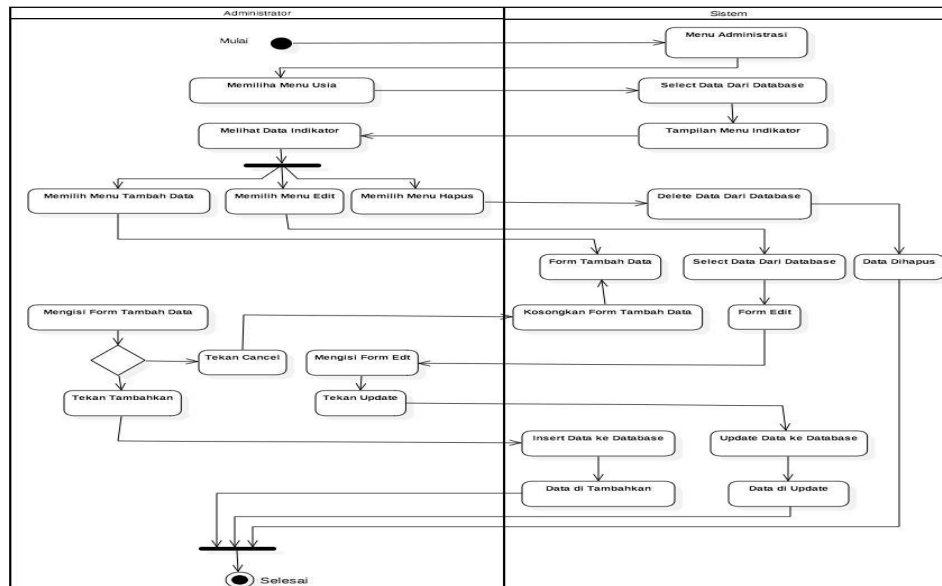 Administrator
Sistem
Mulai
Menu Administrasi
Memiliha Menu Usia
Select Data Dari Database
Melihat Data Indikator
Tampilan Menu Indikator
Memilih Menu Tambah Data
Memilih Menu Edit
Memilih Menu Hapus
Delete Data Dari Database
Form Tambah Data
Select Data Dari Database
Data Dihapus
Mengisi Form Tambah Data
Kosongkan Form Tambah Data
Form Edit
Tekan Cancel
Mengisi Form Edt
Tekan Tambahkan
Tekan Update
Insert Data ke Database
Update Data ke Database
Data di Tambahkan
Data di Update
Selesai